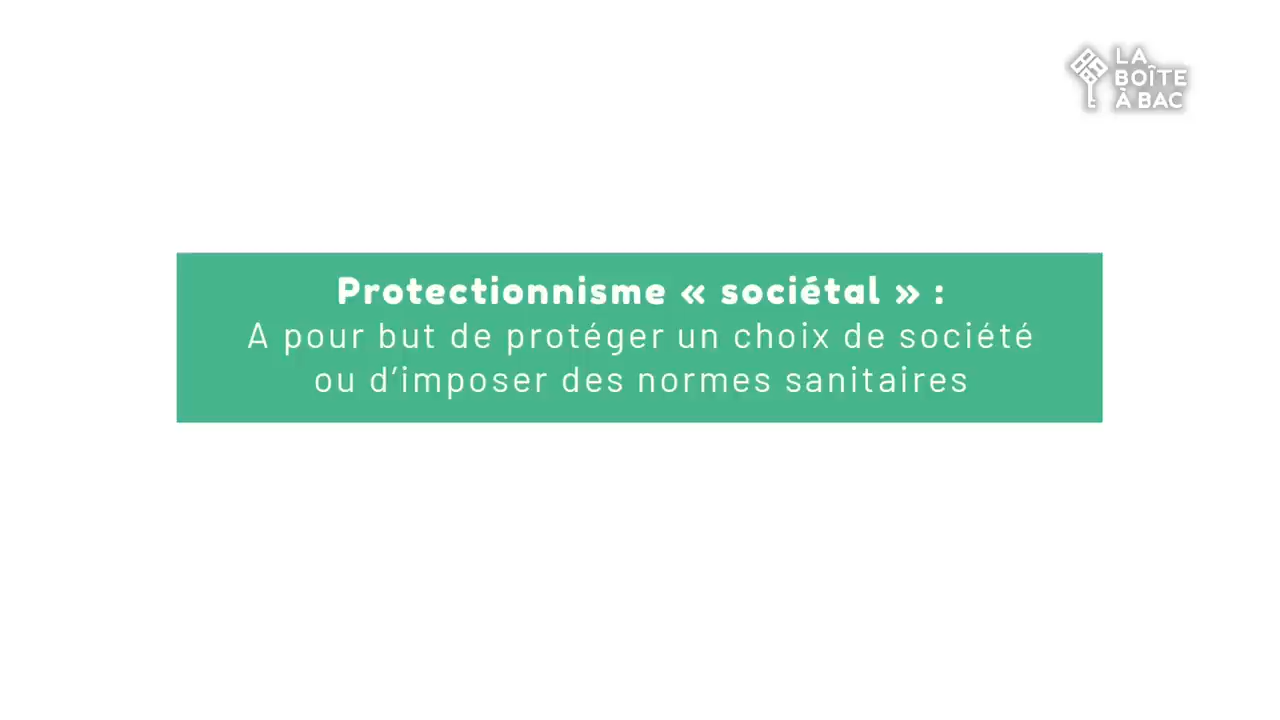 LA
BOÎTE
À BAC
Protectionnisme « sociétal » :
A pour but de protéger un choix de société
ou d’imposer des normes sanitaires